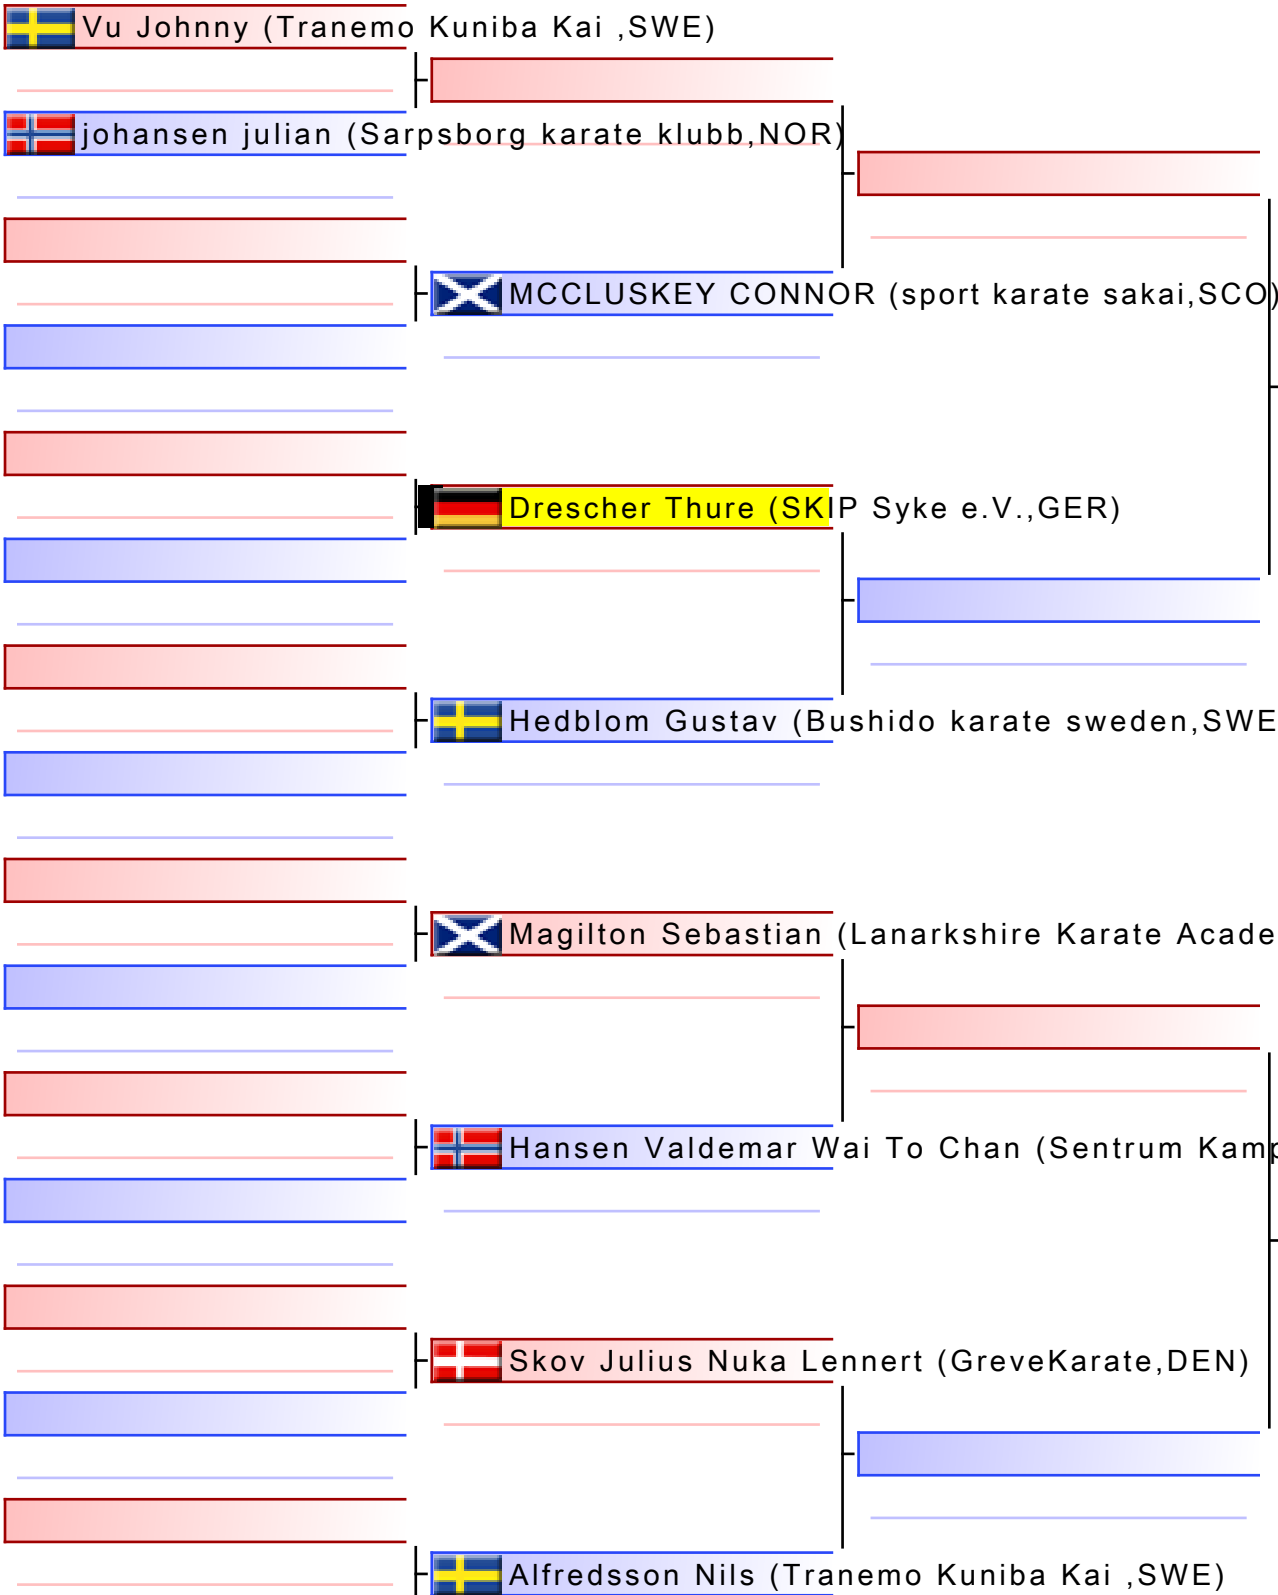 Vu Johnny (Tranemo Kuniba Kai ,SWE)
johansen julian (Sarpsborg karate klubb,NOR)
MCCLUSKEY CONNOR (sport karate sakai,SCO)
Drescher Thure (SKIP Syke e.V.,GER)
Hedblom Gustav (Bushido karate sweden,SWE
Magilton Sebastian (Lanarkshire Karate Acade
Hansen Valdemar Wai To Chan (Sentrum Kamp
Skov Julius Nuka Lennert (GreveKarate,DEN)
Alfredsson Nils (Tranemo Kuniba Kai ,SWE)